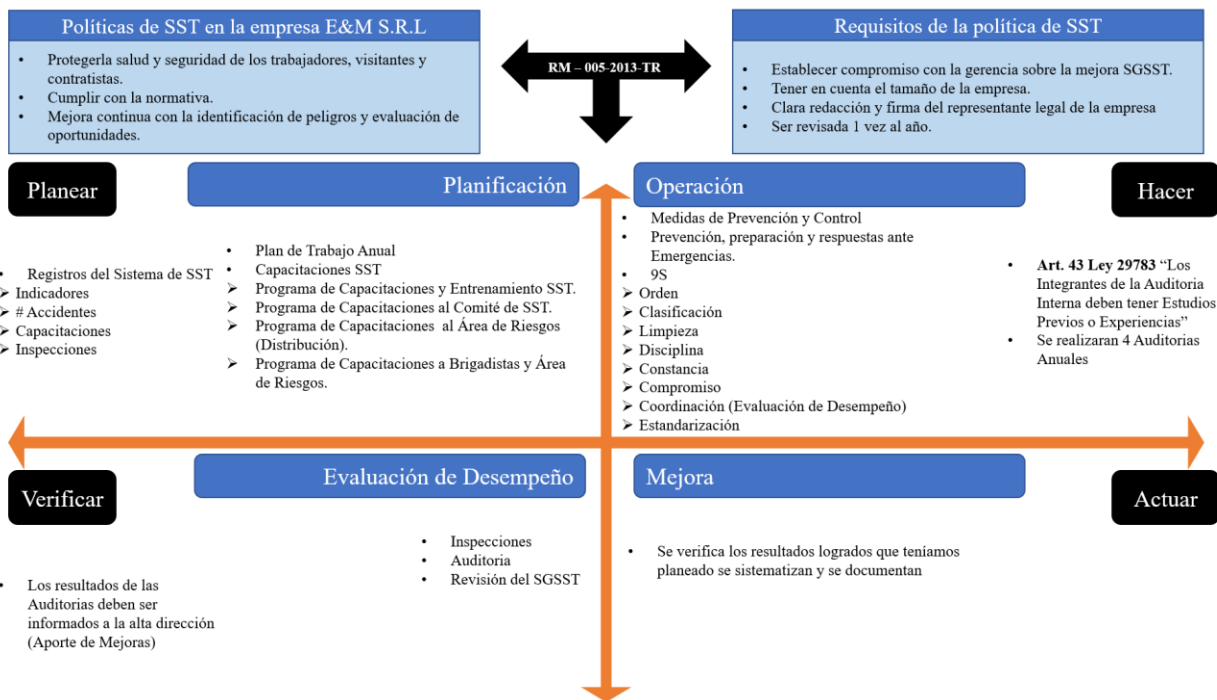 Políticas de SST en la empresa E&M S.R.L
• Protegerla salud y seguridad de los trabajadores, visitantes y
contratistas.
• Cumplir con la normativa.
• Mejora continua con la identificación de peligros y evaluación de
oportunidades.
RM – 005-2013-TR
Requisitos de la política de SST
• Establecer compromiso con la gerencia sobre la mejora SGSST.
• Tener en cuenta el tamaño de la empresa.
• Clara redacción y firma del representante legal de la empresa
• Ser revisada 1 vez al año.
Planear
Planificación
• Registros del Sistema de SST
➢ Indicadores
➢ # Accidentes
➢ Capacitaciones
➢ Inspecciones
• Plan de Trabajo Anual
• Capacitaciones SST
➢ Programa de Capacitaciones y Entrenamiento SST.
➢ Programa de Capacitaciones al Comité de SST.
➢ Programa de Capacitaciones al Área de Riesgos
(Distribución).
➢ Programa de Capacitaciones a Brigadistas y Área
de Riesgos.
Operación
Hacer
• Medidas de Prevención y Control
• Prevención, preparación y respuestas ante
Emergencias.
• 9S
➢ Orden
➢ Clasificación
➢ Limpieza
➢ Disciplina
➢ Constancia
➢ Compromiso
➢ Coordinación (Evaluación de Desempeño)
➢ Estandarización
• Art. 43 Ley 29783 “Los
Integrantes de la Auditoria
Interna deben tener Estudios
Previos o Experiencias”
• Se realizaran 4 Auditorias
Anuales
Verificar
Evaluación de Desempeño
• Los resultados de las
Auditorias deben ser
informados a la alta dirección
(Aporte de Mejoras)
• Inspecciones
• Auditoria
• Revisión del SGSST
Mejora
Actuar
• Se verifica los resultados logrados que teníamos
planeado se sistematizan y se documentan